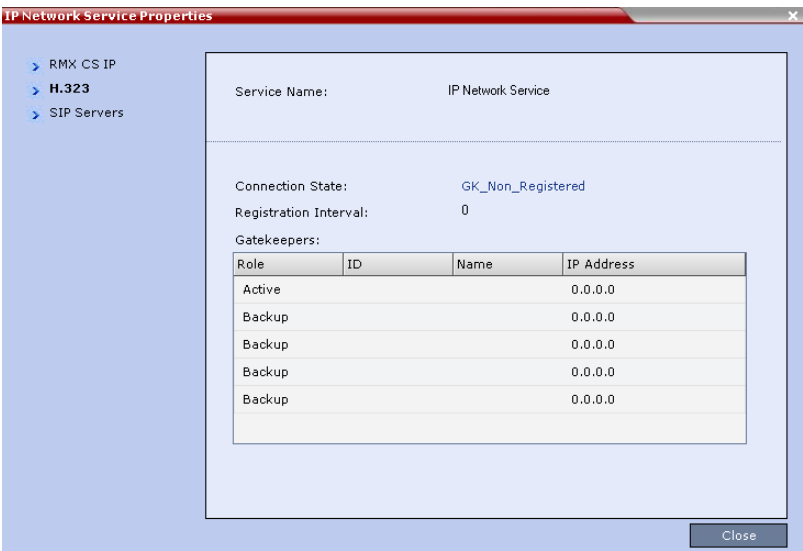 IP Network Service Properties
RMX CS IP
H.323
SIP Servers
Service Name: IP Network Service
Connection State: GK_Non_Registered
Registration Interval: 0
Gatekeepers:
Role ID Name IP Address
Active 0.0.0.0
Backup 0.0.0.0
Backup 0.0.0.0
Backup 0.0.0.0
Backup 0.0.0.0
Close